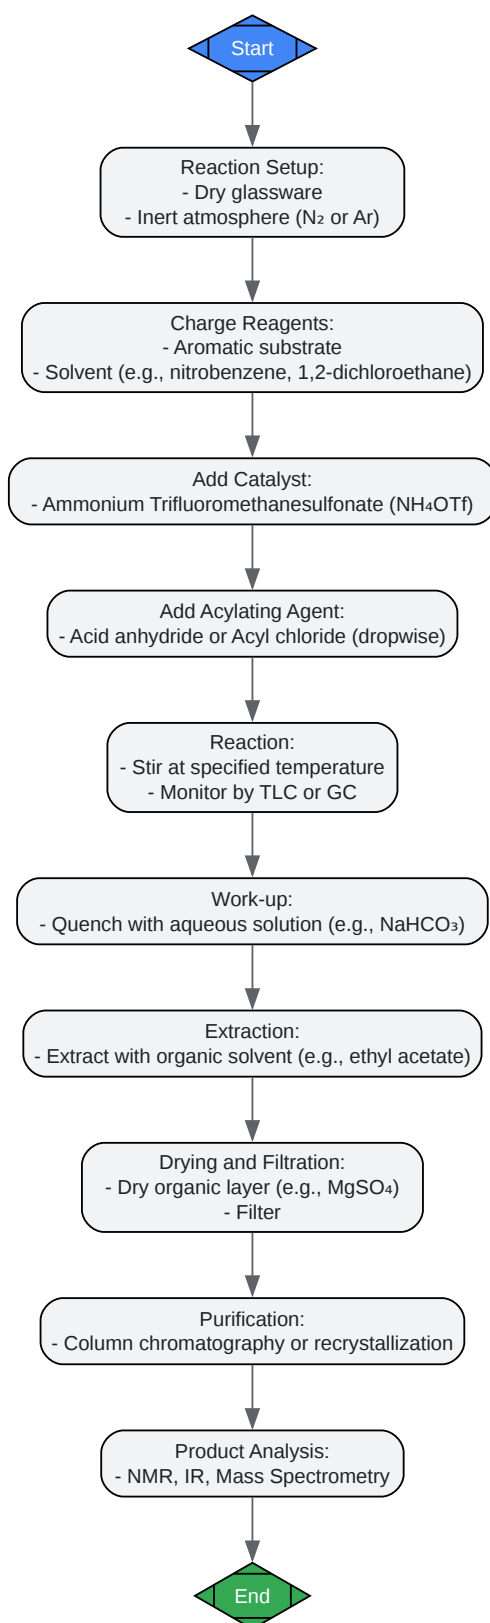 Start
Reaction Setup:
- Dry glassware
- Inert atmosphere (N₂ or Ar)
Charge Reagents:
- Aromatic substrate
- Solvent (e.g., nitrobenzene, 1,2-dichloroethane)
Add Catalyst:
- Ammonium Trifluoromethanesulfonate (NH₄OTf)
Add Acylating Agent:
- Acid anhydride or Acyl chloride (dropwise)
Reaction:
- Stir at specified temperature
- Monitor by TLC or GC
Work-up:
- Quench with aqueous solution (e.g., NaHCO₃)
Extraction:
- Extract with organic solvent (e.g., ethyl acetate)
Drying and Filtration:
- Dry organic layer (e.g., MgSO₄)
- Filter
Purification:
- Column chromatography or recrystallization
Product Analysis:
- NMR, IR, Mass Spectrometry
End